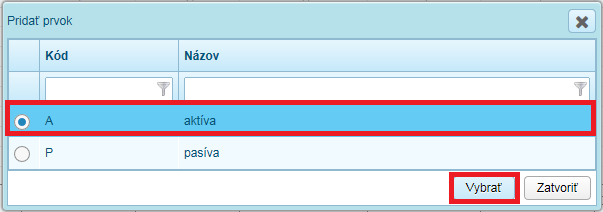 Pridať prvok
Kód Názov
A aktíva
P pasíva
Vybrať Zatvoriť